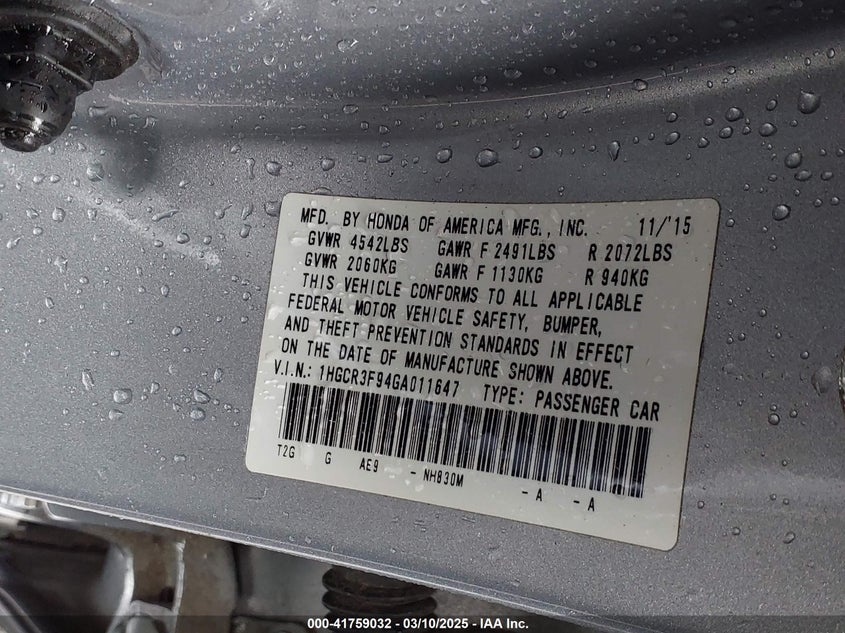 MFD. BY HONDA OF AMERICA MFG., INC. 11/'15
GVWR 4542LBS GAWR F 2491LBS R 2072LBS
GVWR 2060KG GAWR F 1130KG R 940KG
THIS VEHICLE CONFORMS TO ALL APPLICABLE
FEDERAL MOTOR VEHICLE SAFETY, BUMPER,
AND THEFT PREVENTION STANDARDS IN EFFECT
ON THE DATE OF MANUFACTURE SHOWN ABOVE.
V.I.N.: 1HGCR3F94GA011647 TYPE: PASSENGER CAR
T2G G AE9 - NH830M - A - A
000-41759032 - 03/10/2025 - IAA Inc.